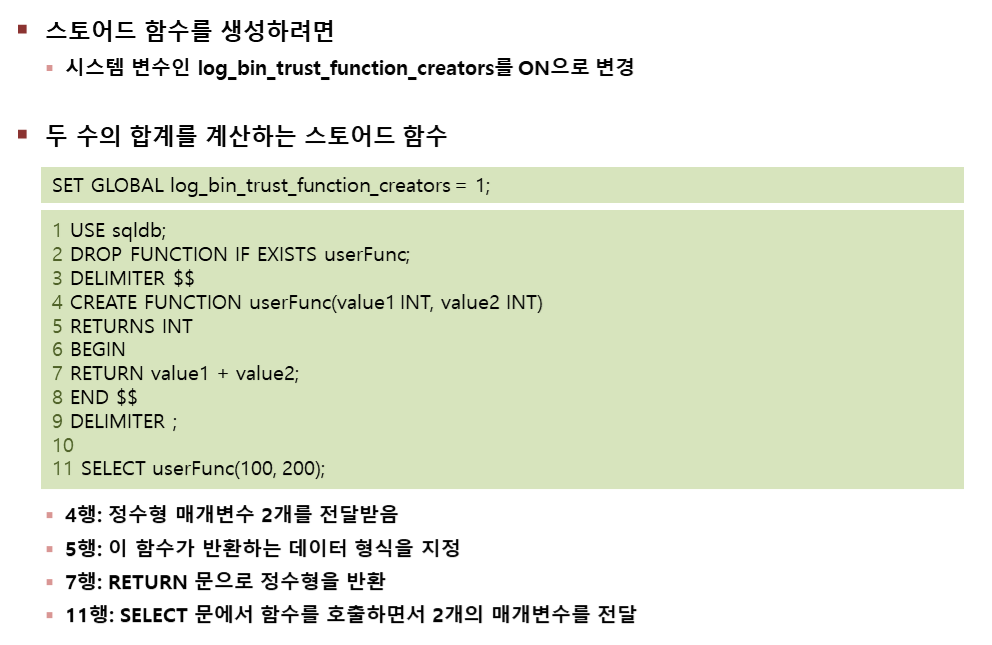 스토어드 함수를 생성하려면
시스템 변수인 log_bin_trust_function_creators를 ON으로 변경
두 수의 합계를 계산하는 스토어드 함수
SET GLOBAL log_bin_trust_function_creators = 1;
1 USE sqldb;
2 DROP FUNCTION IF EXISTS userFunc;
3 DELIMITER $$
4 CREATE FUNCTION userFunc(value1 INT, value2 INT)
5 RETURNS INT
6 BEGIN
7 RETURN value1 + value2;
8 END $$
9 DELIMITER ;
10
11 SELECT userFunc(100, 200);
4행: 정수형 매개변수 2개를 전달받음
5행: 이 함수가 반환하는 데이터 형식을 지정
7행: RETURN 문으로 정수형을 반환
11행: SELECT 문에서 함수를 호출하면서 2개의 매개변수를 전달